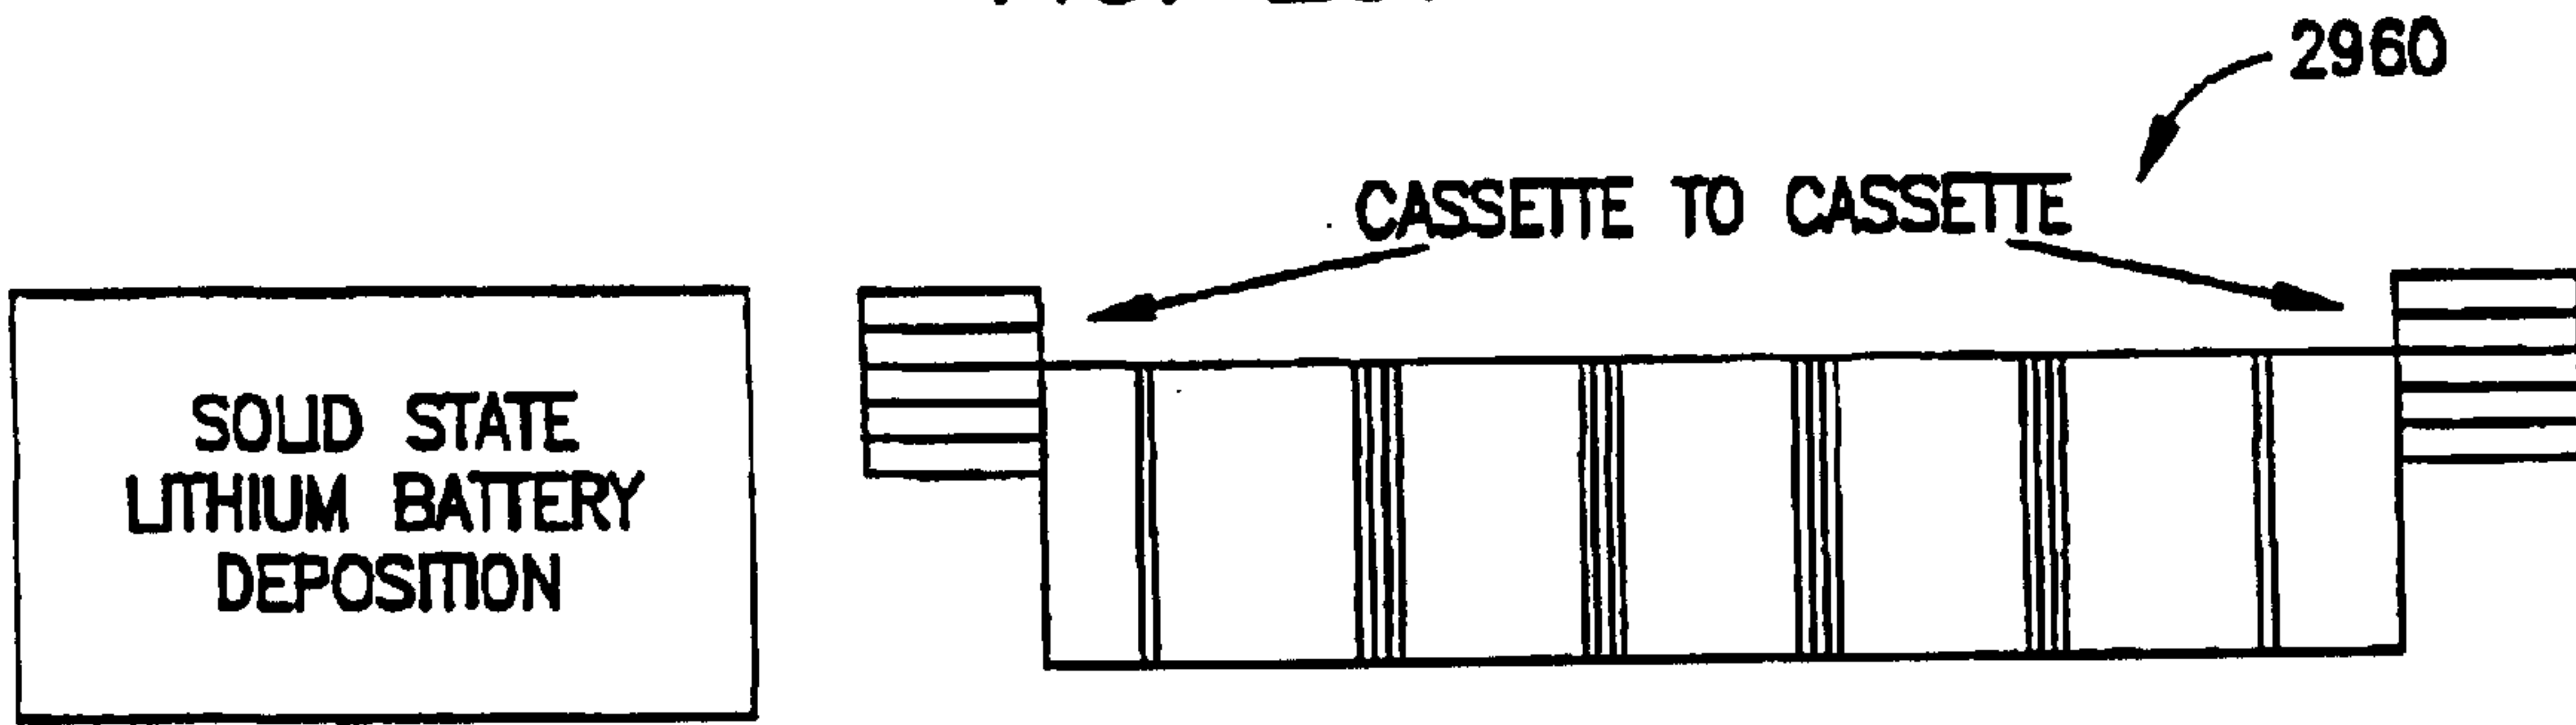 2960
CASSETTE TO CASSETTE
SOLID STATE
LITHIUM BATTERY
DEPOSITION